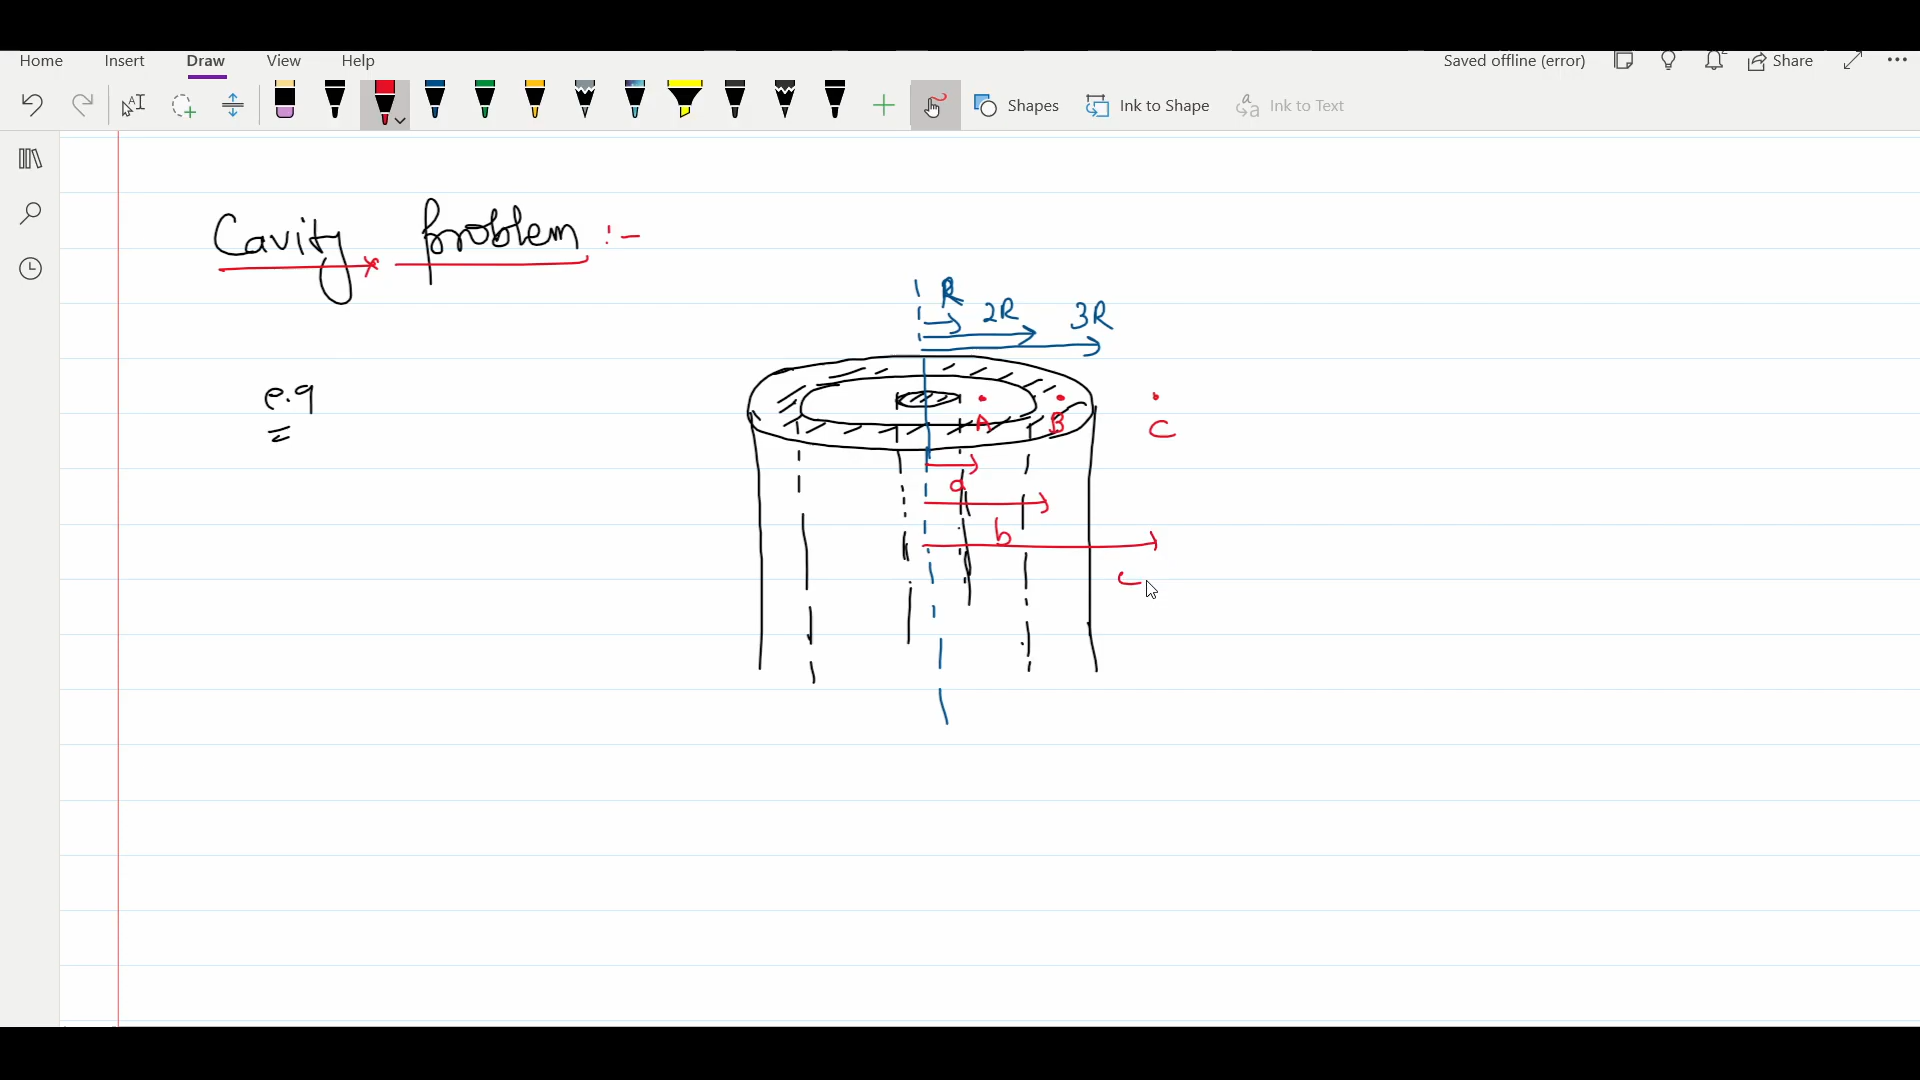 Home Insert Draw View Help Saved offline (error) Share
Shapes Ink to Shape Ink to Text
Cavity Problem :-
R 2R 3R
e.g
A B C
a
b
c